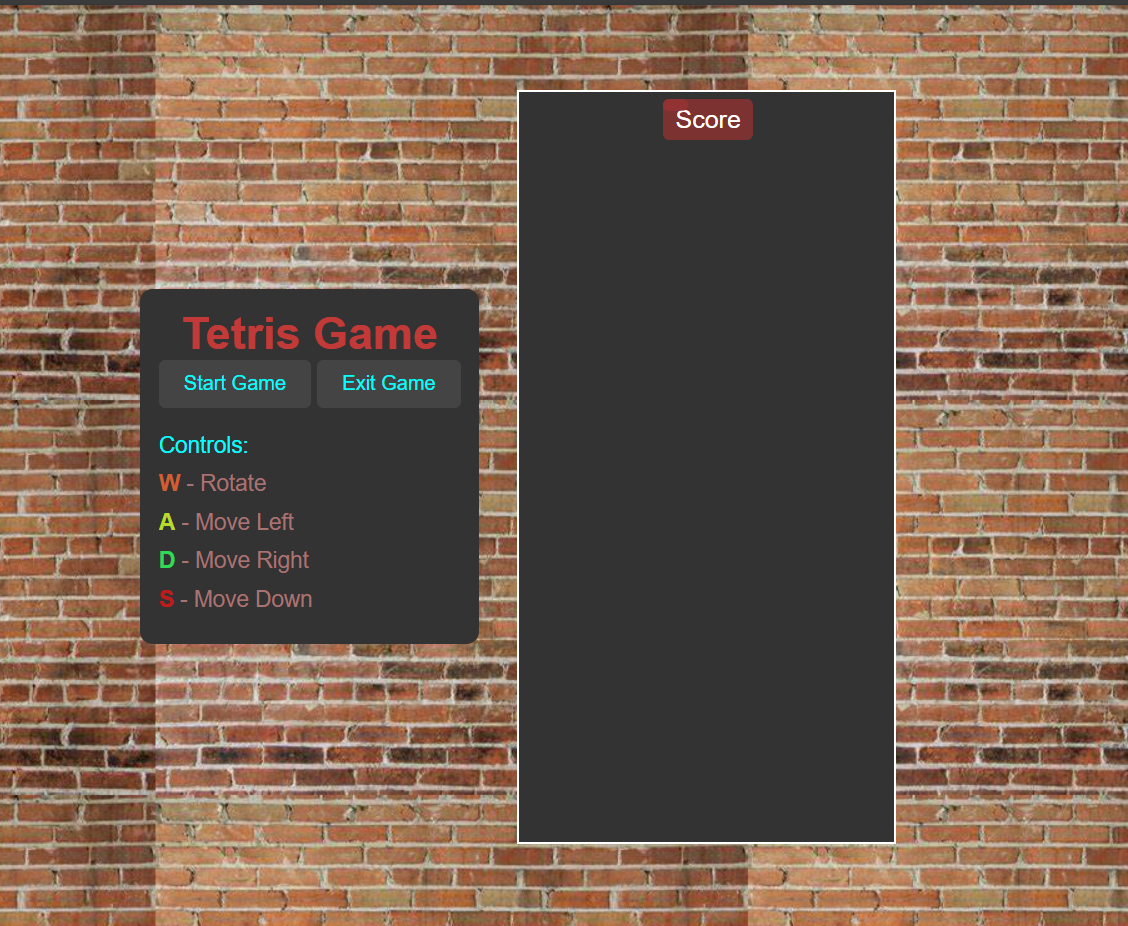 Score
Tetris Game
Start Game Exit Game
Controls:
W - Rotate
A - Move Left
D - Move Right
S - Move Down